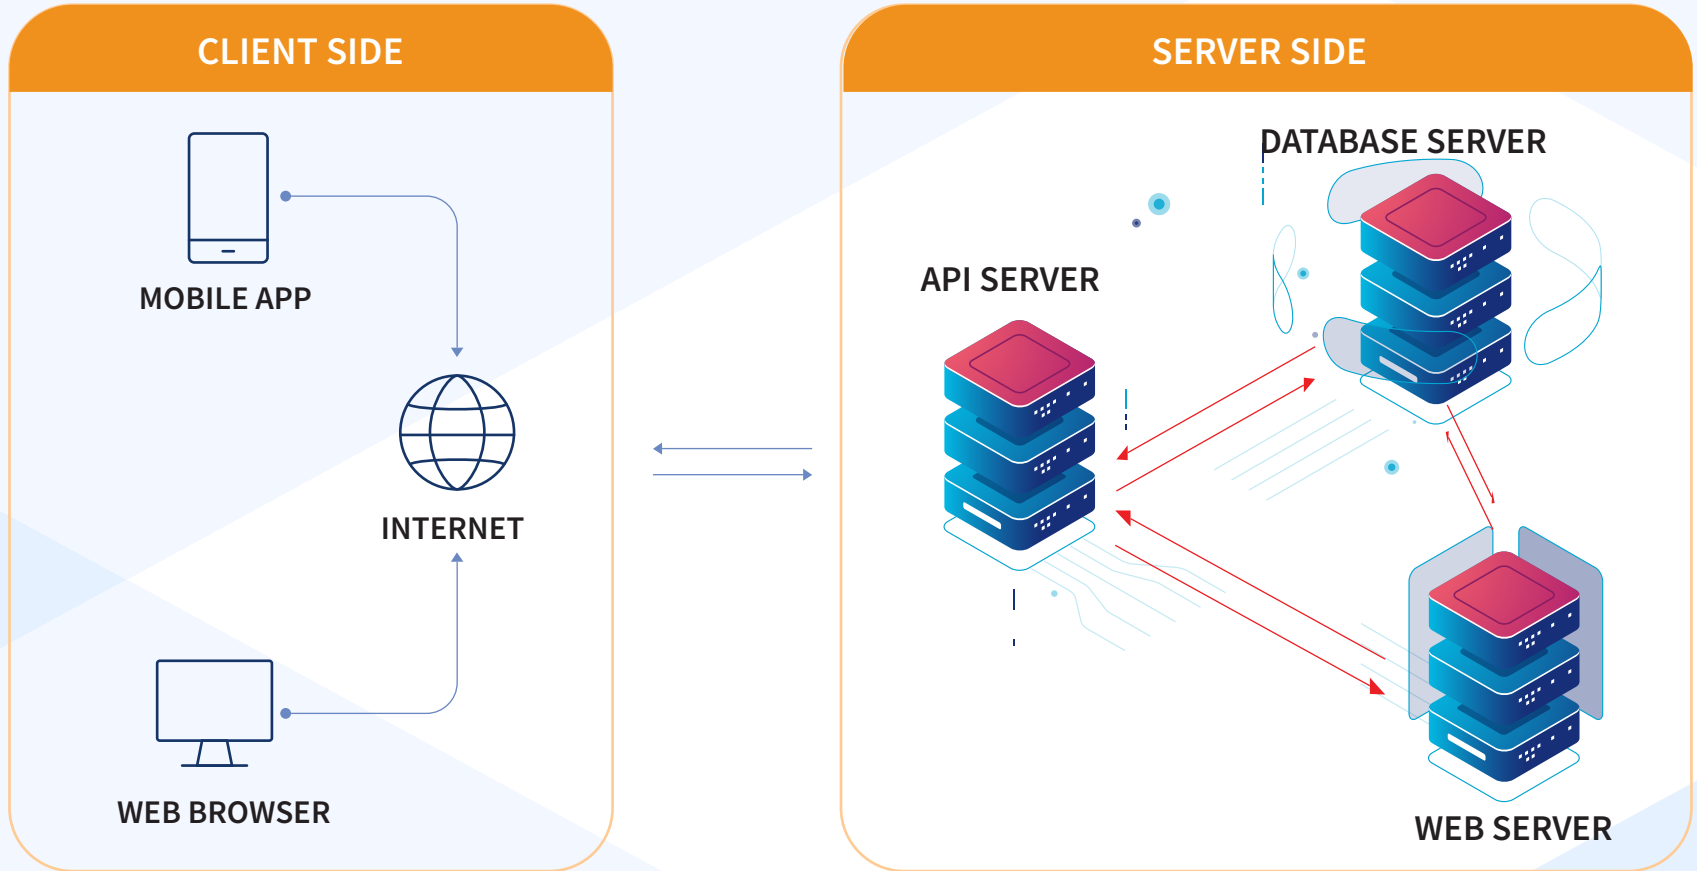 CLIENT SIDE
MOBILE APP
INTERNET
WEB BROWSER
SERVER SIDE
DATABASE SERVER
API SERVER
WEB SERVER